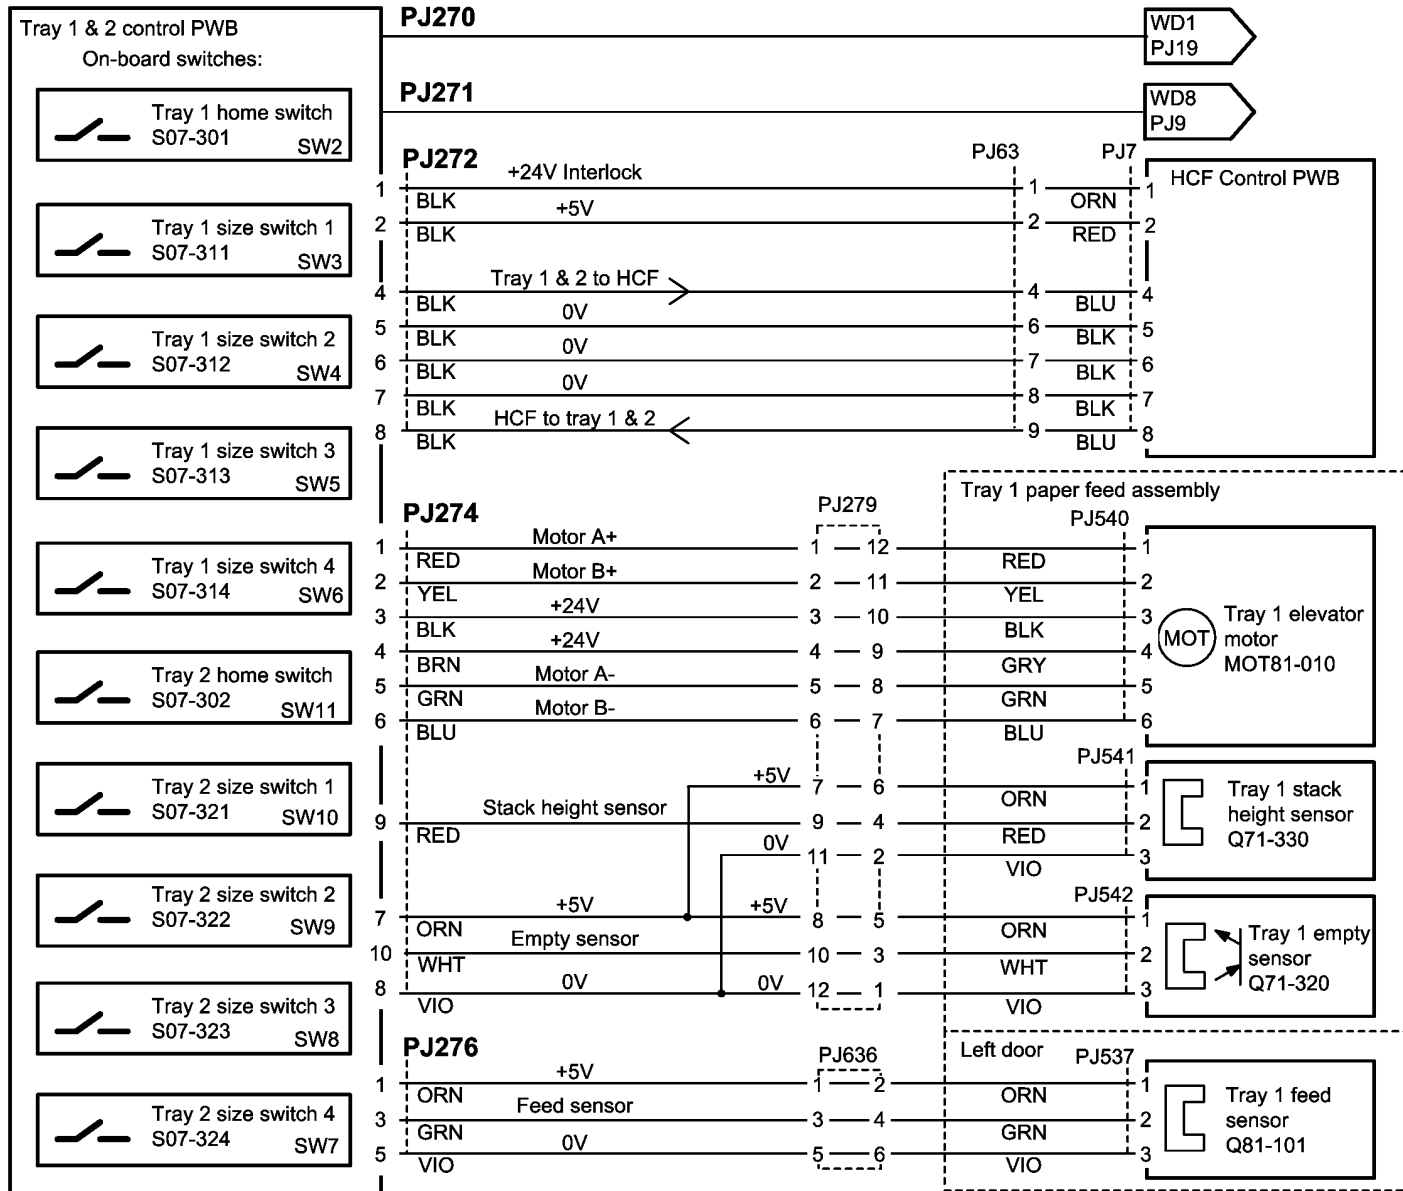 Tray 1 & 2 control PWB
On-board switches:
Tray 1 home switch
S07-301
SW2
Tray 1 size switch 1
S07-311
SW3
Tray 1 size switch 2
S07-312
SW4
Tray 1 size switch 3
S07-313
SW5
Tray 1 size switch 4
S07-314
SW6
Tray 2 home switch
S07-302
SW11
Tray 2 size switch 1
S07-321
SW10
Tray 2 size switch 2
S07-322
SW9
Tray 2 size switch 3
S07-323
SW8
Tray 2 size switch 4
S07-324
SW7
PJ270
WD1
PJ19
PJ271
WD8
PJ9
PJ272
PJ63
PJ7
HCF Control PWB
1 BLK +24V Interlock 1 ORN 1
2 BLK +5V 2 RED 2
4 BLK Tray 1 & 2 to HCF 4 BLU 4
5 BLK 0V 6 BLK 5
6 BLK 0V 7 BLK 6
7 BLK 0V 8 BLK 7
8 BLK HCF to tray 1 & 2 9 BLU 8
Tray 1 paper feed assembly
PJ274
PJ279
PJ540
1 RED Motor A+ 1 12 RED 1
2 YEL Motor B+ 2 11 YEL 2
3 BLK +24V 3 10 BLK 3
4 BRN +24V 4 9 GRY 4
5 GRN Motor A- 5 8 GRN 5
6 BLU Motor B- 6 7 BLU 6
MOT
Tray 1 elevator
motor
MOT81-010
PJ541
+5V 7 6 ORN 1
9 RED Stack height sensor 9 4 RED 2
0V 11 2 VIO 3
Tray 1 stack
height sensor
Q71-330
PJ542
7 ORN +5V +5V 8 5 ORN 1
10 WHT Empty sensor 10 3 WHT 2
8 VIO 0V 0V 12 1 VIO 3
Tray 1 empty
sensor
Q71-320
PJ276
PJ636
Left door
PJ537
1 ORN +5V 1 2 ORN 1
3 GRN Feed sensor 3 4 GRN 2
5 VIO 0V 5 6 VIO 3
Tray 1 feed
sensor
Q81-101